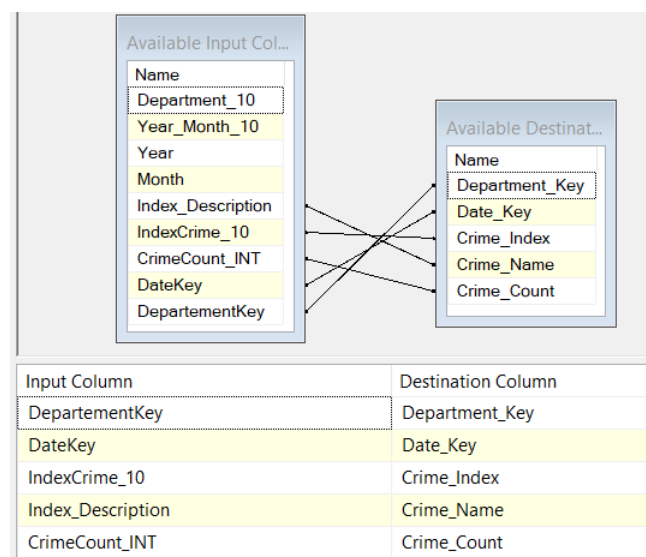 Available Input Col...
Name
Department_10
Year_Month_10
Year
Month
Index_Description
IndexCrime_10
CrimeCount_INT
DateKey
DepartementKey
Available Destinat...
Name
Department_Key
Date_Key
Crime_Index
Crime_Name
Crime_Count
Input Column Destination Column
DepartementKey Department_Key
DateKey Date_Key
IndexCrime_10 Crime_Index
Index_Description Crime_Name
CrimeCount_INT Crime_Count